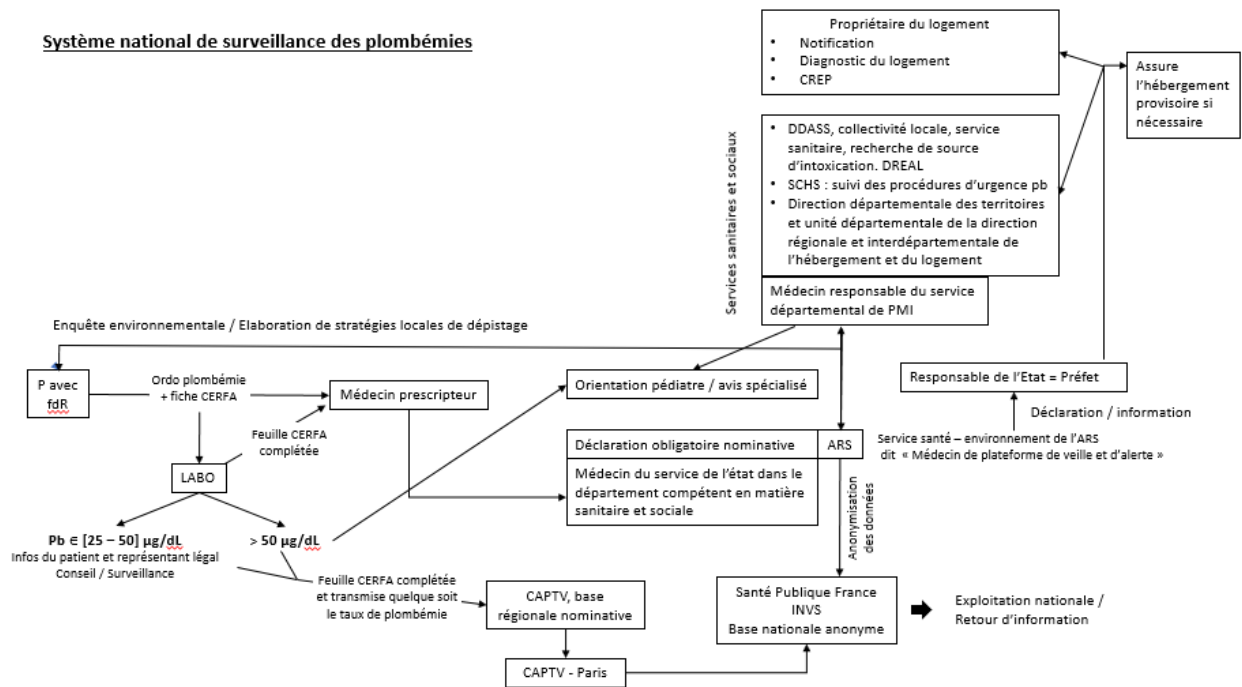 Système national de surveillance des plombémies
Propriétaire du logement
• Notification
• Diagnostic du logement
• CREP
Assure
l'hébergement
provisoire si
nécessaire
Services sanitaires et sociaux
• DDASS, collectivité locale, service
sanitaire, recherche de source
d'intoxication. DREAL
• SCHS : suivi des procédures d'urgence pb
• Direction départementale des territoires
et unité départementale de la direction
régionale et interdépartementale de
l'hébergement et du logement
Médecin responsable du service
départemental de PMI
Enquête environnementale / Elaboration de stratégies locales de dépistage
P avec
fdR
Ordo plombémie
+ fiche CERFA
Médecin prescripteur
Orientation pédiatre / avis spécialisé
Responsable de l'Etat = Préfet
Déclaration / information
Service santé – environnement de l'ARS
dit « Médecin de plateforme de veille et d'alerte »
Feuille CERFA
complétée
LABO
Déclaration obligatoire nominative
ARS
Médecin du service de l'état dans le
département compétent en matière
sanitaire et sociale
Anonymisation
des données
Pb ∈ [25 – 50] µg/dL
Infos du patient et représentant légal
Conseil / Surveillance
> 50 µg/dL
Feuille CERFA complétée
et transmise quelque soit
le taux de plombémie
CAPTV, base
régionale nominative
CAPTV - Paris
Santé Publique France
INVS
Base nationale anonyme
Exploitation nationale /
Retour d'information